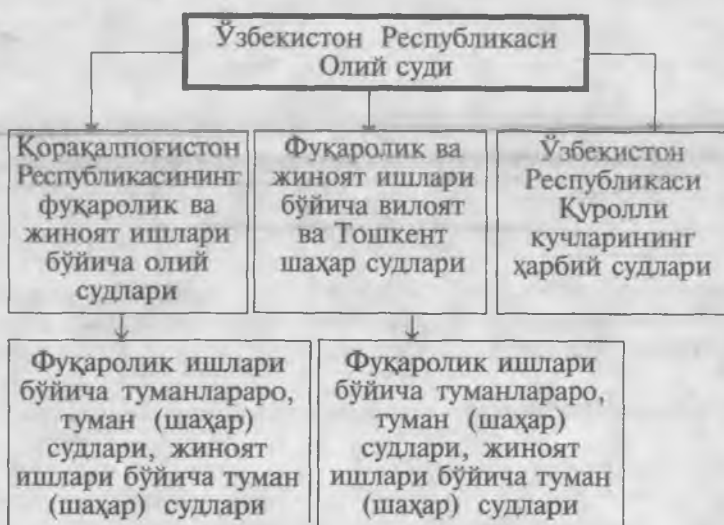 Ўзбекистон Республикаси
Олий суди
Қорақалпоғистон
Республикасининг
фуқаролик ва
жиноят ишлари
бўйича олий
судлари
Фуқаролик ва
жиноят ишлари
бўйича вилоят
ва Тошкент
шаҳар судлари
Ўзбекистон
Республикаси
Қуролли
кучларининг
ҳарбий судлари
Фуқаролик ишлари
бўйича туманлараро,
туман (шаҳар)
судлари, жиноят
ишлари бўйича туман
(шаҳар) судлари
Фуқаролик ишлари
бўйича туманлараро,
туман (шаҳар)
судлари, жиноят
ишлари бўйича туман
(шаҳар) судлари